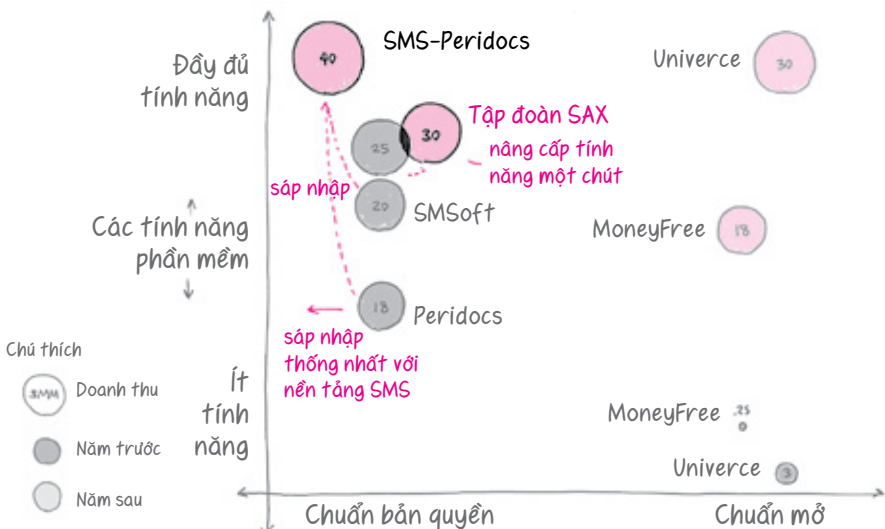 SMS-Peridocs
40
Đầy đủ
tính năng
Univerce
30
Tập đoàn SAX
30
25
nâng cấp tính
năng một chút
sáp nhập
20
SMSoft
Các tính năng
phần mềm
MoneyFree
18
18
Peridocs
sáp nhập
thống nhất với
nền tảng SMS
Chú thích
$MM
Doanh thu
Năm trước
Năm sau
Ít
tính
năng
MoneyFree
.25
Univerce
3
Chuẩn bản quyền
Chuẩn mở